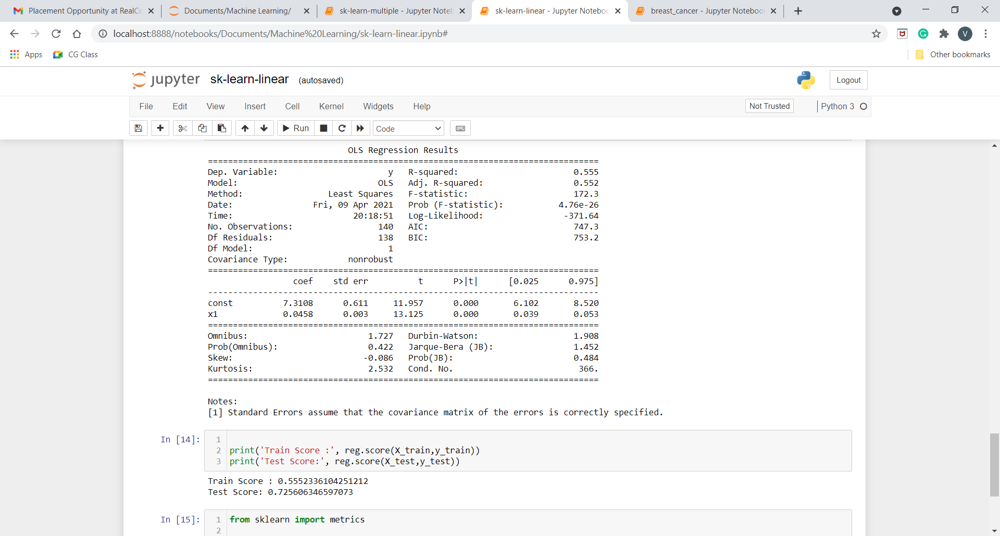 Placement Opportunity at RealCo
Documents/Machine Learning/
sk-learn-multiple - Jupyter Noteb
sk-learn-linear - Jupyter Noteboo
breast_cancer - Jupyter Notebook
localhost:8888/notebooks/Documents/Machine%20Learning/sk-learn-linear.ipynb#
V
Apps
CG Class
Other bookmarks
jupyter sk-learn-linear (autosaved)
Logout
File Edit View Insert Cell Kernel Widgets Help
Not Trusted
Python 3
Run
Code
OLS Regression Results
==============================================================================
Dep. Variable: y R-squared: 0.555
Model: OLS Adj. R-squared: 0.552
Method: Least Squares F-statistic: 172.3
Date: Fri, 09 Apr 2021 Prob (F-statistic): 4.76e-26
Time: 20:18:51 Log-Likelihood: -371.64
No. Observations: 140 AIC: 747.3
Df Residuals: 138 BIC: 753.2
Df Model: 1
Covariance Type: nonrobust
==============================================================================
coef std err t P>|t| [0.025 0.975]
------------------------------------------------------------------------------
const 7.3108 0.611 11.957 0.000 6.102 8.520
x1 0.0458 0.003 13.125 0.000 0.039 0.053
==============================================================================
Omnibus: 1.727 Durbin-Watson: 1.908
Prob(Omnibus): 0.422 Jarque-Bera (JB): 1.452
Skew: -0.086 Prob(JB): 0.484
Kurtosis: 2.532 Cond. No. 366.
==============================================================================
Notes:
[1] Standard Errors assume that the covariance matrix of the errors is correctly specified.
In [14]:
1
2 print('Train Score :', reg.score(X_train,y_train))
3 print('Test Score:', reg.score(X_test,y_test))
Train Score : 0.5552336104251212
Test Score: 0.725606346597073
In [15]:
1 from sklearn import metrics
2